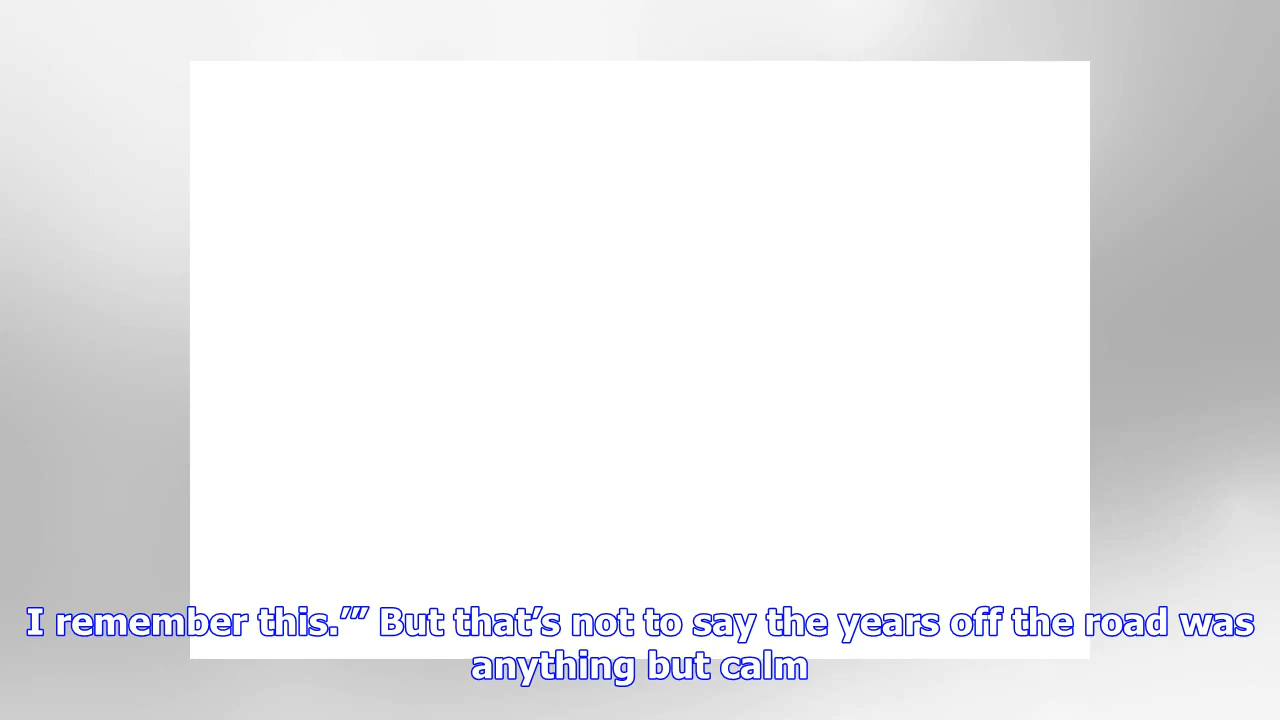 I remember this.’” But that’s not to say the years off the road was
anything but calm